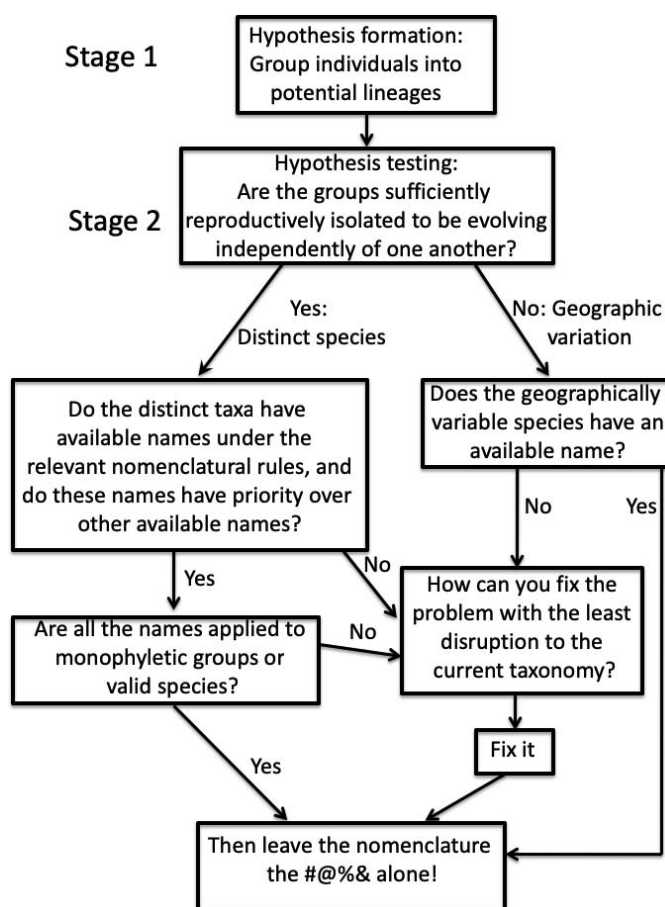 Stage 1
Hypothesis formation:
Group individuals into
potential lineages
Stage 2
Hypothesis testing:
Are the groups sufficiently
reproductively isolated to be evolving
independently of one another?
Yes:
Distinct species
No: Geographic
variation
Do the distinct taxa have
available names under the
relevant nomenclatural rules, and
do these names have priority over
other available names?
Does the geographically
variable species have an
available name?
No
Yes
No
Yes
How can you fix the
problem with the least
disruption to the
current taxonomy?
Are all the names applied to
monophyletic groups or
valid species?
No
Fix it
Yes
Then leave the nomenclature
the #@%& alone!